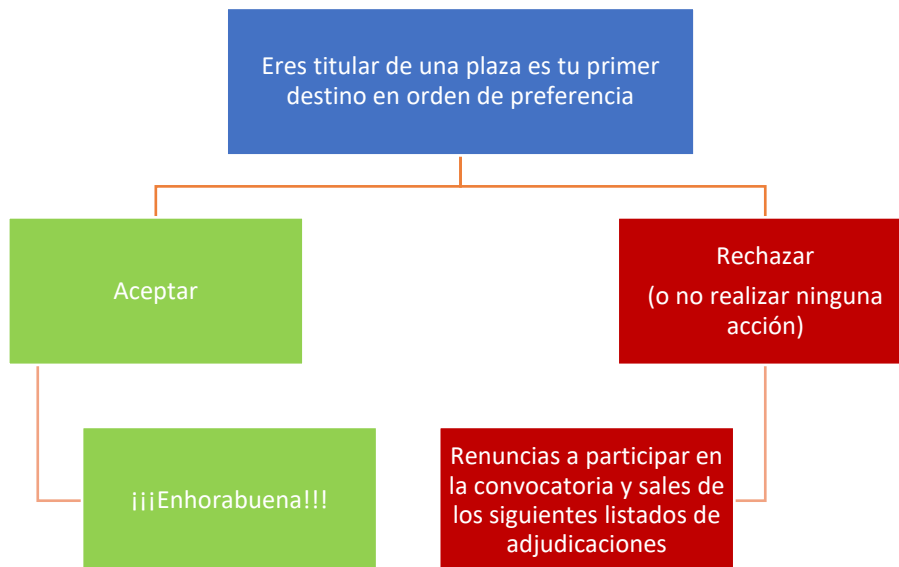 Eres titular de una plaza es tu primer
destino en orden de preferencia
Aceptar
Rechazar
(o no realizar ninguna
acción)
¡¡¡Enhorabuena!!!
Renuncias a participar en
la convocatoria y sales de
los siguientes listados de
adjudicaciones